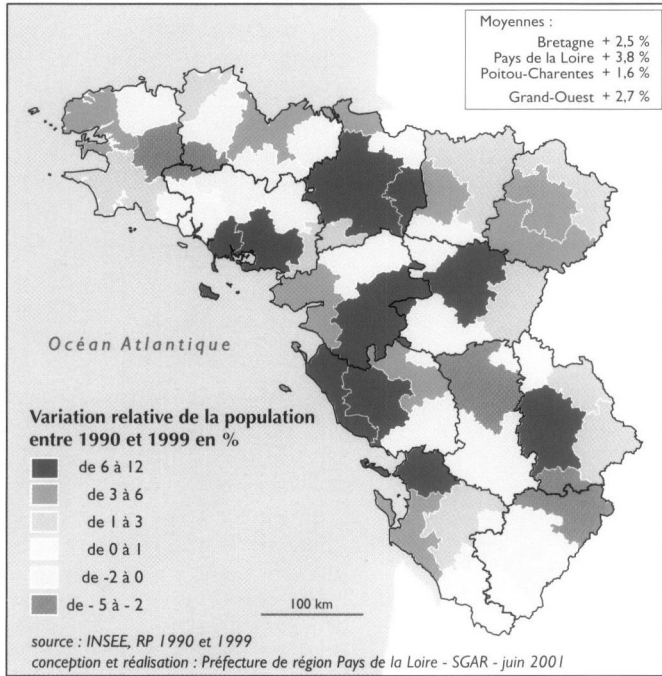 Moyennes :
Bretagne + 2,5 %
Pays de la Loire + 3,8 %
Poitou-Charentes + 1,6 %
Grand-Ouest + 2,7 %
Océan Atlantique
Variation relative de la population
entre 1990 et 1999 en %
de 6 à 12
de 3 à 6
de 1 à 3
de 0 à 1
de -2 à 0
de - 5 à - 2
100 km
source : INSEE, RP 1990 et 1999
conception et réalisation : Préfecture de région Pays de la Loire - SGAR - juin 2001